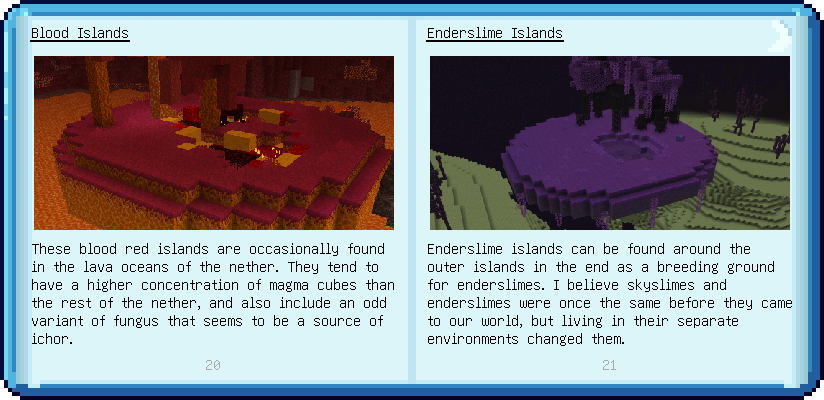 Blood Islands
These blood red islands are occasionally found
in the lava oceans of the nether. They tend to
have a higher concentration of magma cubes than
the rest of the nether, and also include an odd
variant of fungus that seems to be a source of
ichor.
20
Enderslime Islands
Enderslime islands can be found around the
outer islands in the end as a breeding ground
for enderslimes. I believe skyslimes and
enderslimes were once the same before they came
to our world, but living in their separate
environments changed them.
21